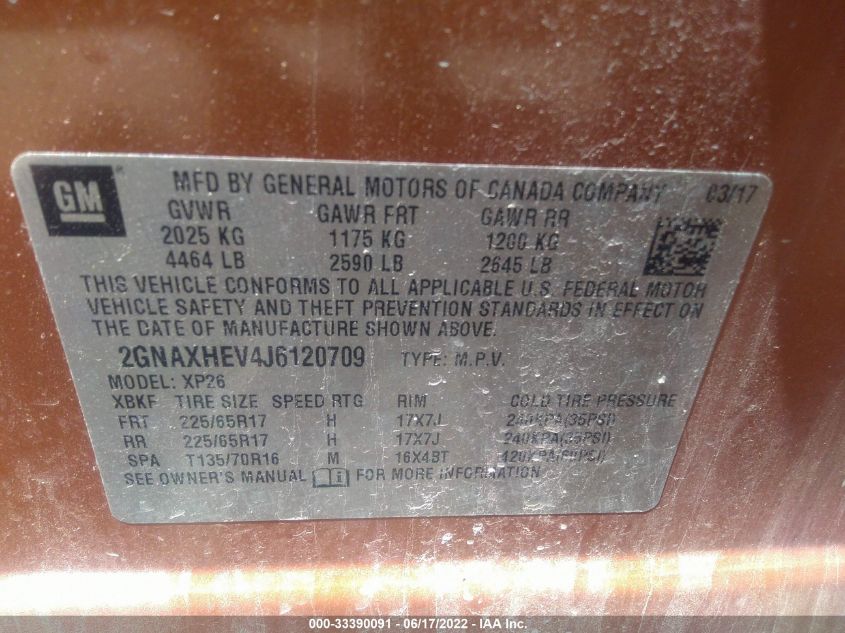 GM MFD BY GENERAL MOTORS OF CANADA COMPANY 03/17
GVWR GAWR FRT GAWR RR
2025 KG 1175 KG 1200 KG
4464 LB 2590 LB 2645 LB
THIS VEHICLE CONFORMS TO ALL APPLICABLE U.S. FEDERAL MOTOR
VEHICLE SAFETY AND THEFT PREVENTION STANDARDS IN EFFECT ON
THE DATE OF MANUFACTURE SHOWN ABOVE.
2GNAXHEV4J6120709 TYPE: M.P.V.
MODEL: XP26
XBKF TIRE SIZE SPEED RTG RIM COLD TIRE PRESSURE
FRT 225/65R17 H 17X7J 240KPA(35PSI)
RR 225/65R17 H 17X7J 240KPA(35PSI)
SPA T135/70R16 M 16X4BT 420KPA(60PSI)
SEE OWNER'S MANUAL FOR MORE INFORMATION
000-33390091 - 06/17/2022 - IAA Inc.